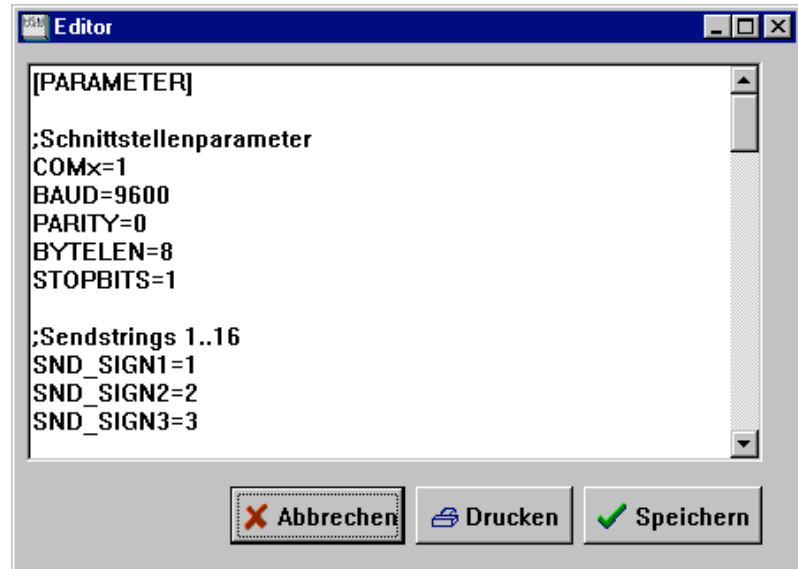 Editor
[PARAMETER]
;Schnittstellenparameter
COMx=1
BAUD=9600
PARITY=0
BYTELEN=8
STOPBITS=1
;Sendstrings 1..16
SND_SIGN1=1
SND_SIGN2=2
SND_SIGN3=3
Abbrechen Drucken Speichern